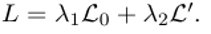 L = λ₁ℒ₀ + λ₂ℒ′.